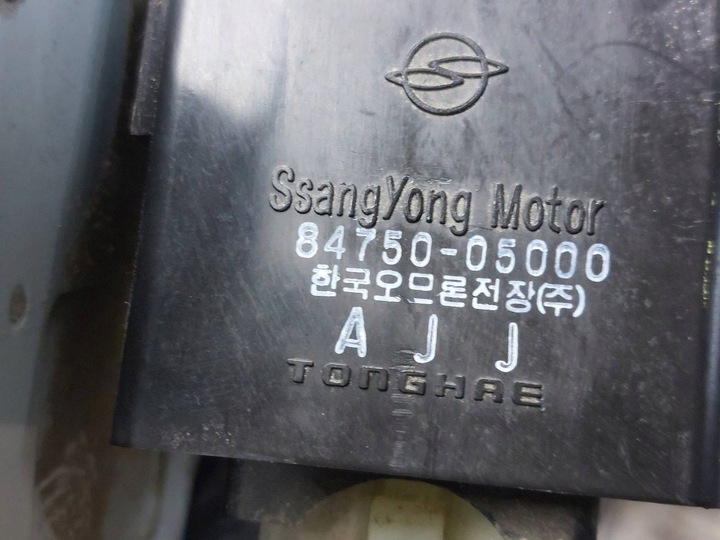 SsangYong Motor
84750-05000
한국오므론전장(주)
A J J
TONGHAE